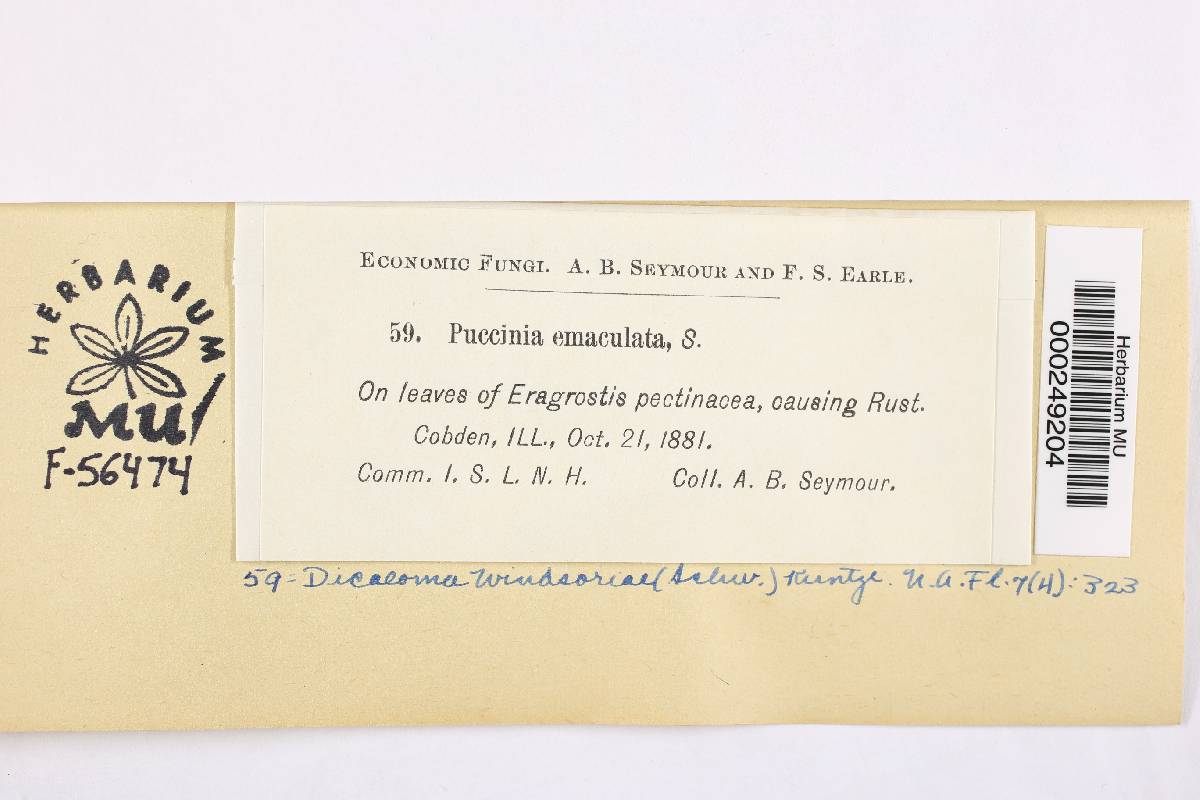 HERBARIUM
MU
F-56474
ECONOMIC FUNGI. A. B. SEYMOUR AND F. S. EARLE.
59. Puccinia emaculata, S.
On leaves of Eragrostis pectinacea, causing Rust.
Cobden, ILL., Oct. 21, 1881.
Comm. I. S. L. N. H. Coll. A. B. Seymour.
59 = Dicaeoma Windsoriae (Schw.) Kuntze. N. A. Fl. 7(4): 323
Herbarium MU
000249204